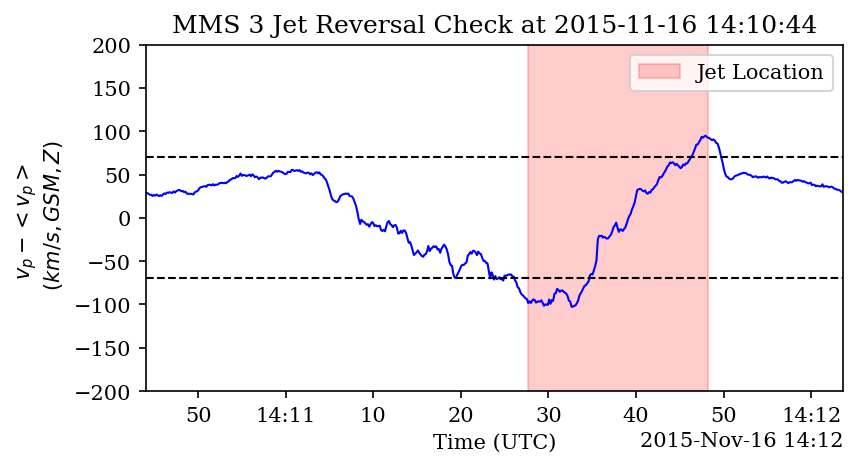 MMS 3 Jet Reversal Check at 2015-11-16 14:10:44
200
150
100
50
0
−50
−100
−150
−200
v_p − < v_p >
(km/s, GSM, Z)
Jet Location
50 14:11 10 20 30 40 50 14:12
Time (UTC)
2015-Nov-16 14:12